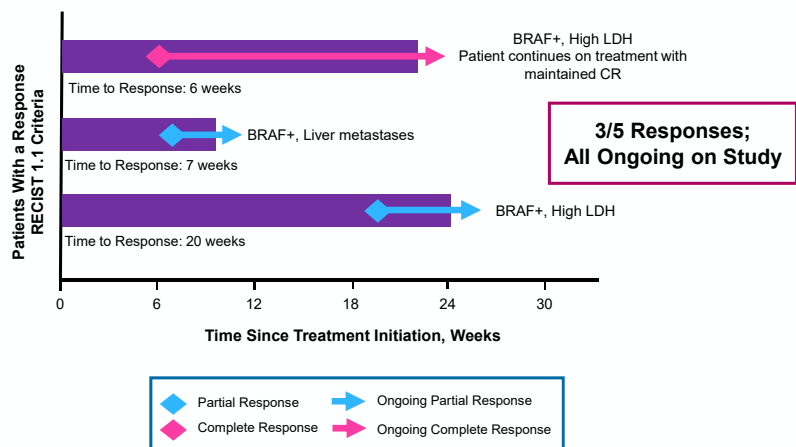 BRAF+, High LDH
Patient continues on treatment with
maintained CR
Time to Response: 6 weeks
BRAF+, Liver metastases
Time to Response: 7 weeks
BRAF+, High LDH
Time to Response: 20 weeks
3/5 Responses;
All Ongoing on Study
Patients With a Response
RECIST 1.1 Criteria
0 6 12 18 24 30
Time Since Treatment Initiation, Weeks
Partial Response
Ongoing Partial Response
Complete Response
Ongoing Complete Response